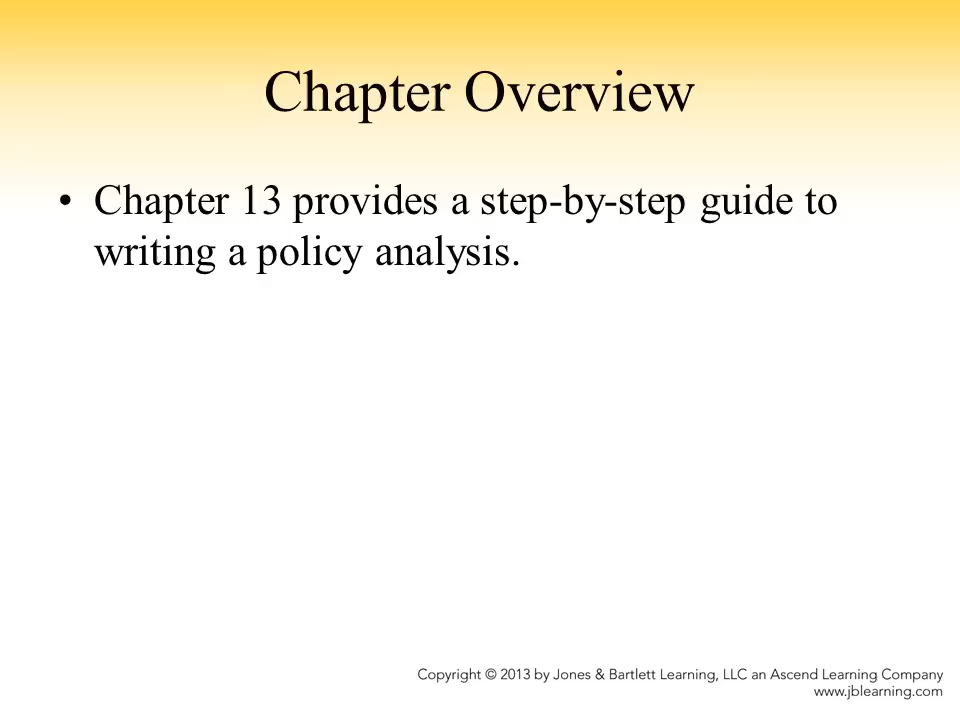 Chapter Overview
• Chapter 13 provides a step-by-step guide to
writing a policy analysis.
Copyright © 2013 by Jones & Bartlett Learning, LLC an Ascend Learning Company
www.jblearning.com